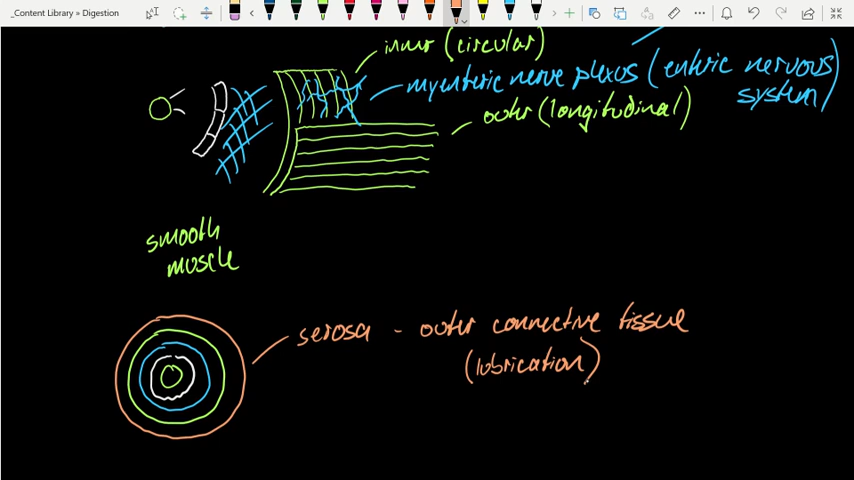 _Content Library » Digestion
inner (circular)
myenteric nerve plexus (enteric nervous
system)
outer (longitudinal)
smooth
muscle
serosa - outer connective tissue
(lubrication)